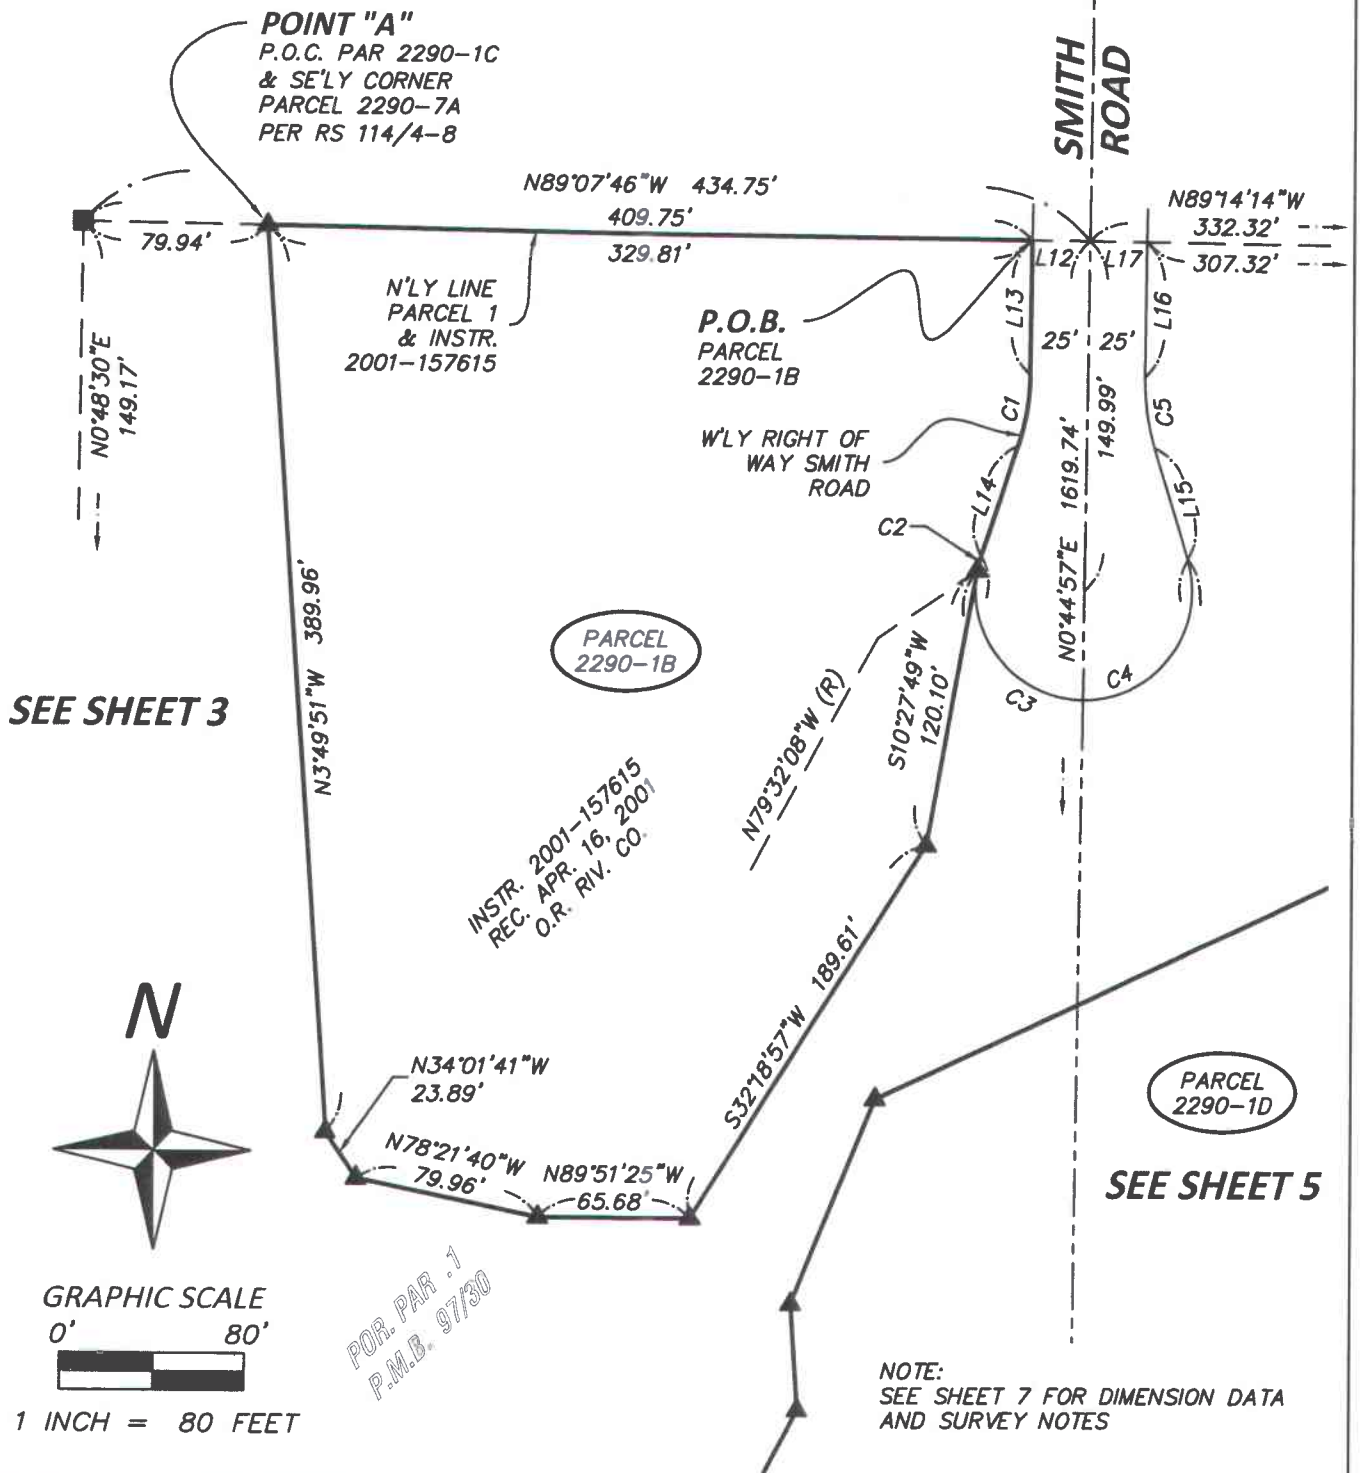 POINT "A"
P.O.C. PAR 2290-1C
& SE'LY CORNER
PARCEL 2290-7A
PER RS 114/4-8
SMITH
ROAD
N89°07'46"W 434.75'
409.75'
329.81'
79.94'
N89°14'14"W
332.32'
307.32'
L12
L17
L13
L16
25'
25'
N'LY LINE
PARCEL 1
& INSTR.
2001-157615
P.O.B.
PARCEL
2290-1B
N0°48'30"E
149.17'
C1
C5
149.99'
W'LY RIGHT OF
WAY SMITH
ROAD
L14
L15
C2
N0°44'57"E 1619.74'
N3°49'51"W 389.96'
PARCEL
2290-1B
S10°27'49"W
120.10'
C3
C4
N79°32'08"W (R)
SEE SHEET 3
INSTR. 2001-157615
REC. APR. 16, 2001
O.R. RIV. CO.
S32°18'57"W 189.61'
N
N34°01'41"W
23.89'
N78°21'40"W
79.96'
N89°51'25"W
65.68'
PARCEL
2290-1D
SEE SHEET 5
POR. PAR .1
P.M.B. 97/30
GRAPHIC SCALE
0' 80'
1 INCH = 80 FEET
NOTE:
SEE SHEET 7 FOR DIMENSION DATA
AND SURVEY NOTES